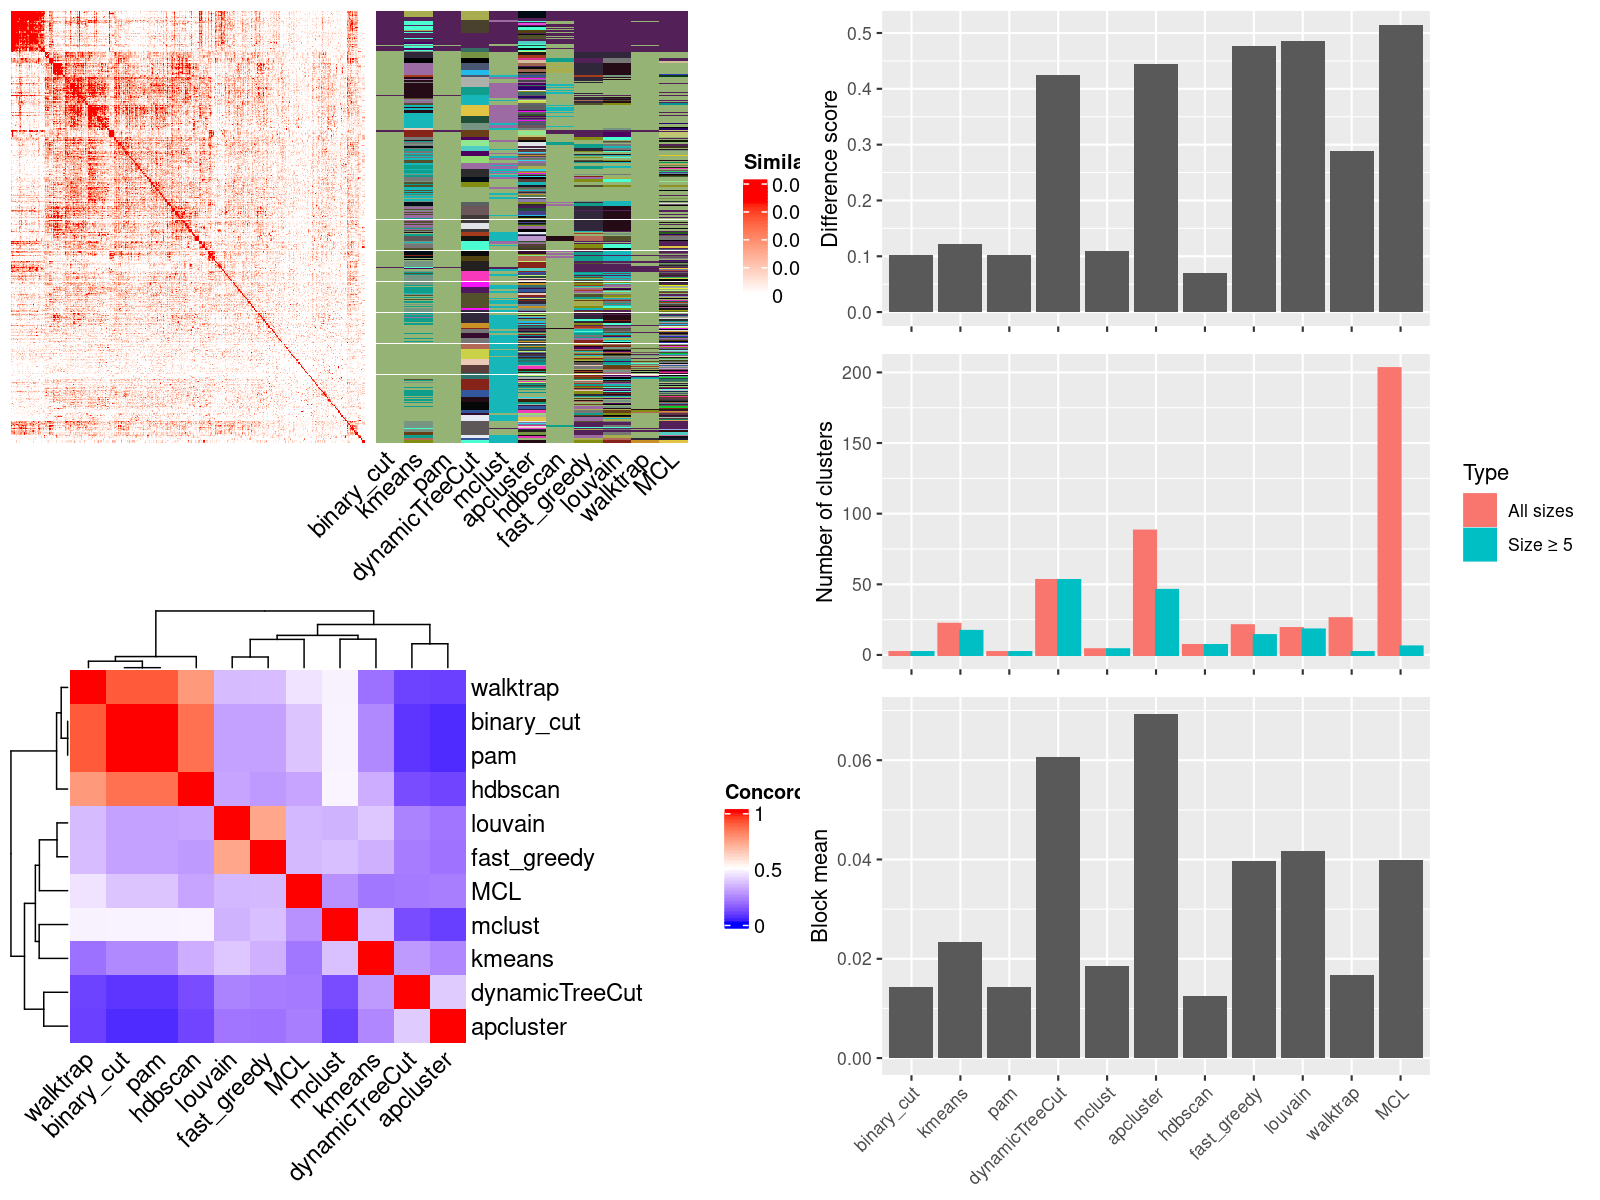 Simila
0.0
0.0
0.0
0.0
0
binary_cut
kmeans
pam
dynamicTreeCut
mclust
apcluster
hdbscan
fast_greedy
louvain
walktrap
MCL
Difference score
0.5
0.4
0.3
0.2
0.1
0.0
Number of clusters
200
150
100
50
0
Type
All sizes
Size ≥ 5
walktrap
binary_cut
pam
hdbscan
louvain
fast_greedy
MCL
mclust
kmeans
dynamicTreeCut
apcluster
walktrap
binary_cut
pam
hdbscan
louvain
fast_greedy
MCL
mclust
kmeans
dynamicTreeCut
apcluster
Concord
1
0.5
0
Block mean
0.06
0.04
0.02
0.00
binary_cut
kmeans
pam
dynamicTreeCut
mclust
apcluster
hdbscan
fast_greedy
louvain
walktrap
MCL